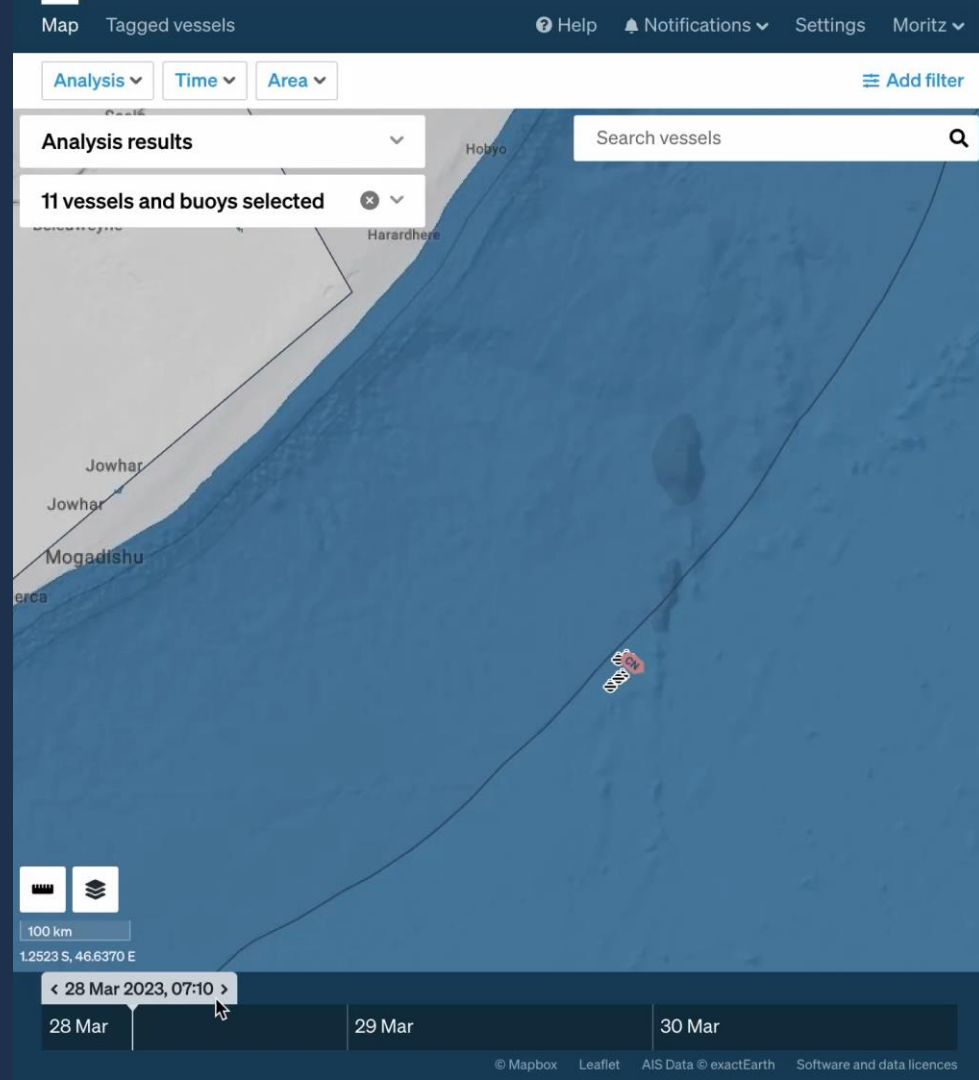 Map Tagged vessels Help Notifications Settings Moritz
Analysis Time Area Add filter
Analysis results
Search vessels
Hobyo
11 vessels and buoys selected
Harardhere
Jowhar
Jowhar
Mogadishu
erca
CN
100 km
1.2523 S, 46.6370 E
< 28 Mar 2023, 07:10 >
28 Mar 29 Mar 30 Mar
© Mapbox Leaflet AIS Data © exactEarth Software and data licences